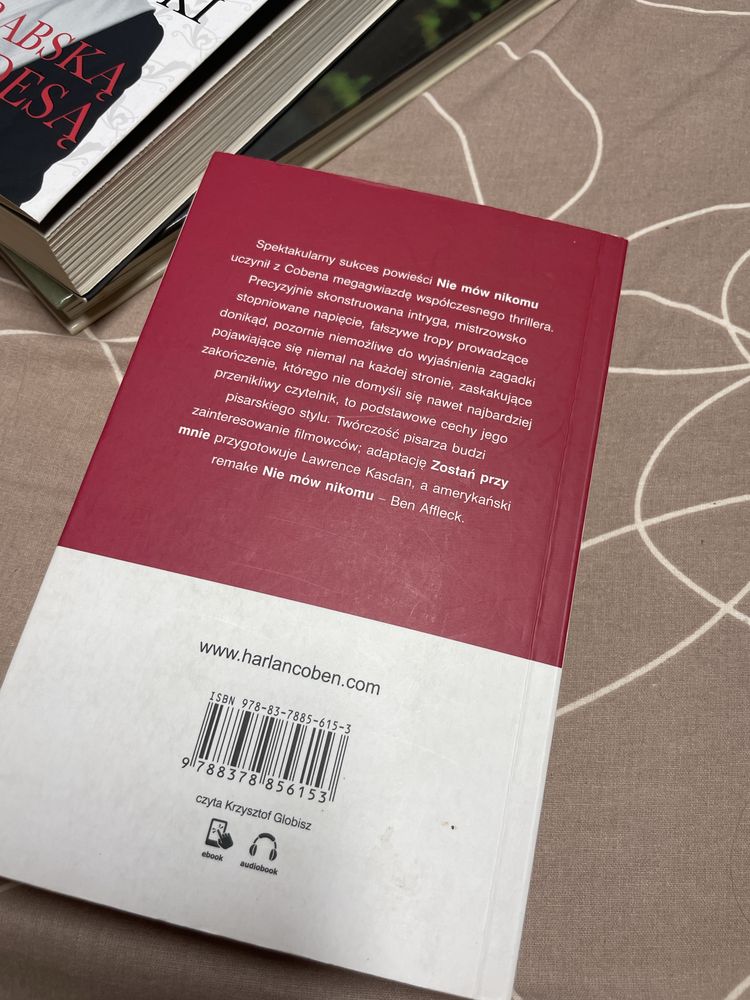 KI
ABSKĄ
DESĄ
Spektakularny sukces powieści Nie mów nikomu
uczynił z Cobena megagwiazdę współczesnego thrillera.
Precyzyjnie skonstruowana intryga, mistrzowsko
stopniowane napięcie, fałszywe tropy prowadzące
donikąd, pozornie niemożliwe do wyjaśnienia zagadki
pojawiające się niemal na każdej stronie, zaskakujące
zakończenie, którego nie domyśli się nawet najbardziej
przenikliwy czytelnik, to podstawowe cechy jego
pisarskiego stylu. Twórczość pisarza budzi
zainteresowanie filmowców; adaptację Zostań przy
mnie przygotowuje Lawrence Kasdan, a amerykański
remake Nie mów nikomu – Ben Affleck.
www.harlancoben.com
ISBN 978-83-7885-615-3
9 788378 856153
czyta Krzysztof Globisz
ebook
audiobook